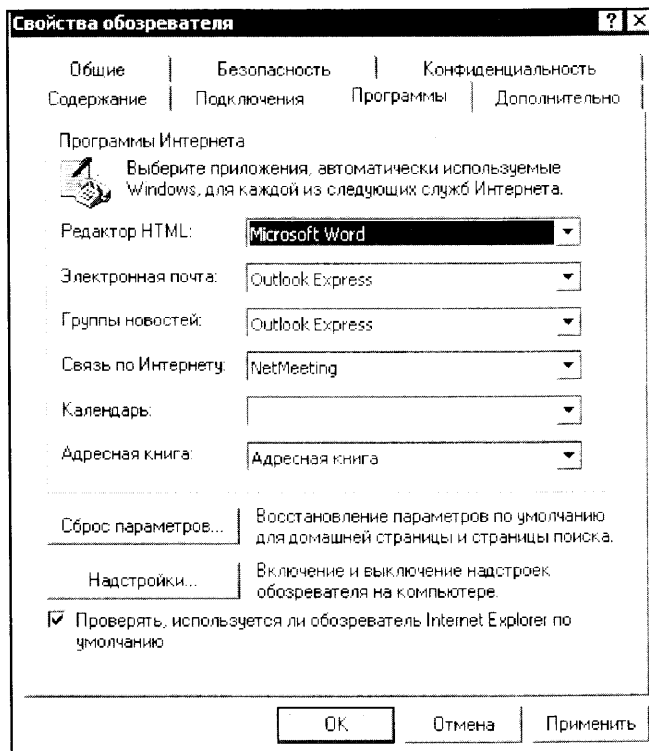 Свойства обозревателя
Общие Безопасность Конфиденциальность
Содержание Подключения Программы Дополнительно
Программы Интернета
Выберите приложения, автоматически используемые
Windows, для каждой из следующих служб Интернета.
Редактор HTML: Microsoft Word
Электронная почта: Outlook Express
Группы новостей: Outlook Express
Связь по Интернету: NetMeeting
Календарь:
Адресная книга: Адресная книга
Сброс параметров... Восстановление параметров по умолчанию
для домашней страницы и страницы поиска.
Надстройки... Включение и выключение надстроек
обозревателя на компьютере.
Проверять, используется ли обозреватель Internet Explorer по
умолчанию
OK Отмена Применить